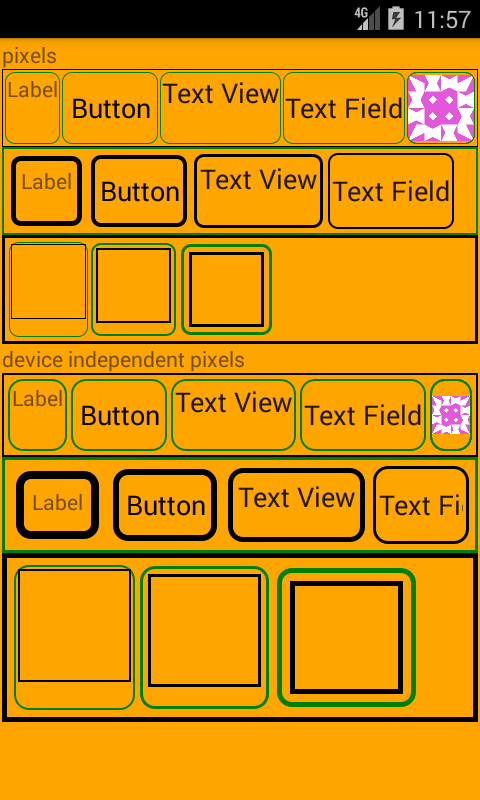 4G 11:57
pixels
Label Button Text View Text Field
Label Button Text View Text Field
device independent pixels
Label Button Text View Text Field
Label Button Text View Text Fi